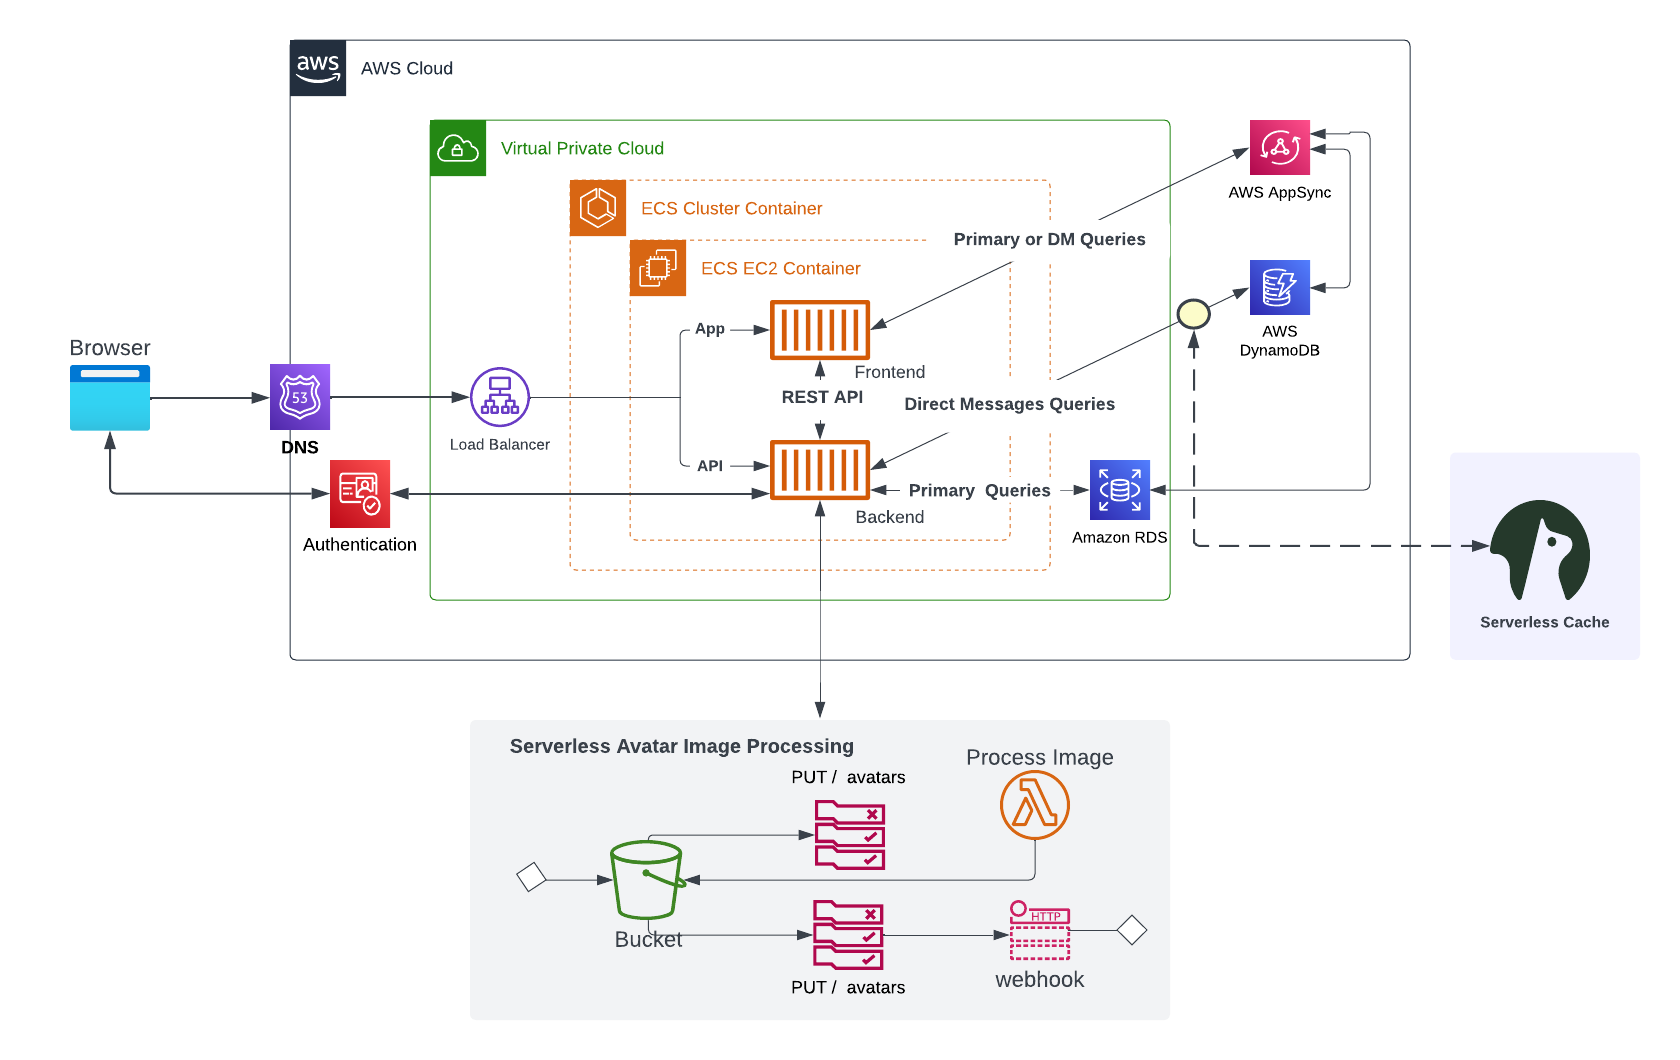 aws
AWS Cloud
Virtual Private Cloud
ECS Cluster Container
ECS EC2 Container
AWS AppSync
Primary or DM Queries
App
AWS
DynamoDB
Browser
53
Frontend
REST API
Direct Messages Queries
DNS
Load Balancer
API
Primary  Queries
Backend
Authentication
Amazon RDS
Serverless Cache
Serverless Avatar Image Processing
Process Image
PUT /  avatars
HTTP
Bucket
webhook
PUT /  avatars